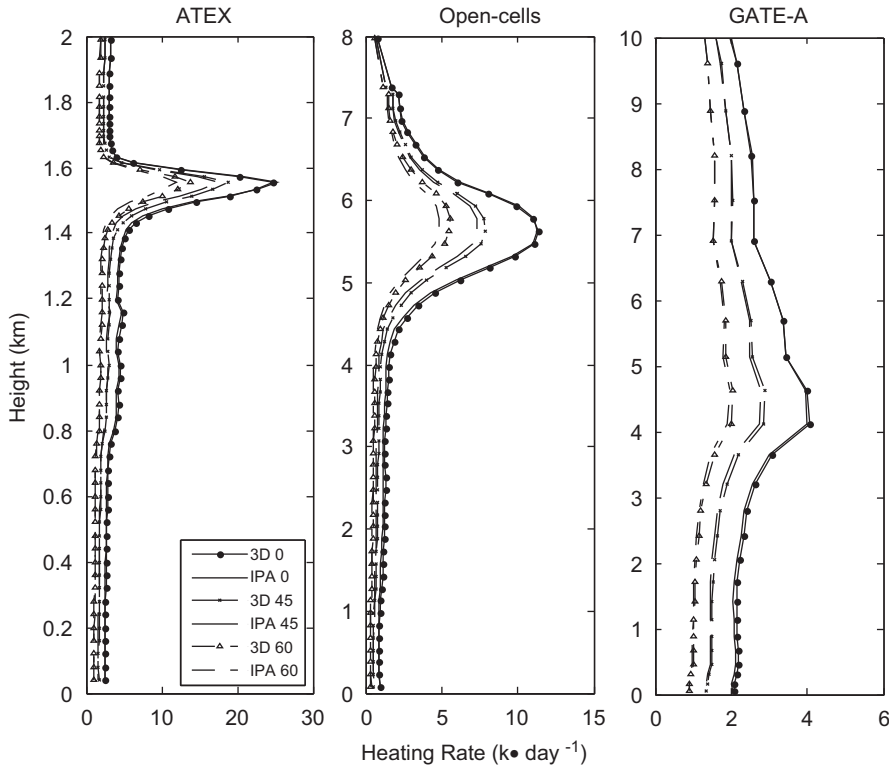 ATEX
Open-cells
GATE-A
2
1.8
1.6
1.4
1.2
1
0.8
0.6
0.4
0.2
0
8
7
6
5
4
3
2
1
0
10
9
8
7
6
5
4
3
2
1
0
Height (km)
3D 0
IPA 0
3D 45
IPA 45
3D 60
IPA 60
0 10 20 30
0 5 10 15
0 2 4 6
Heating Rate (k• day -1)